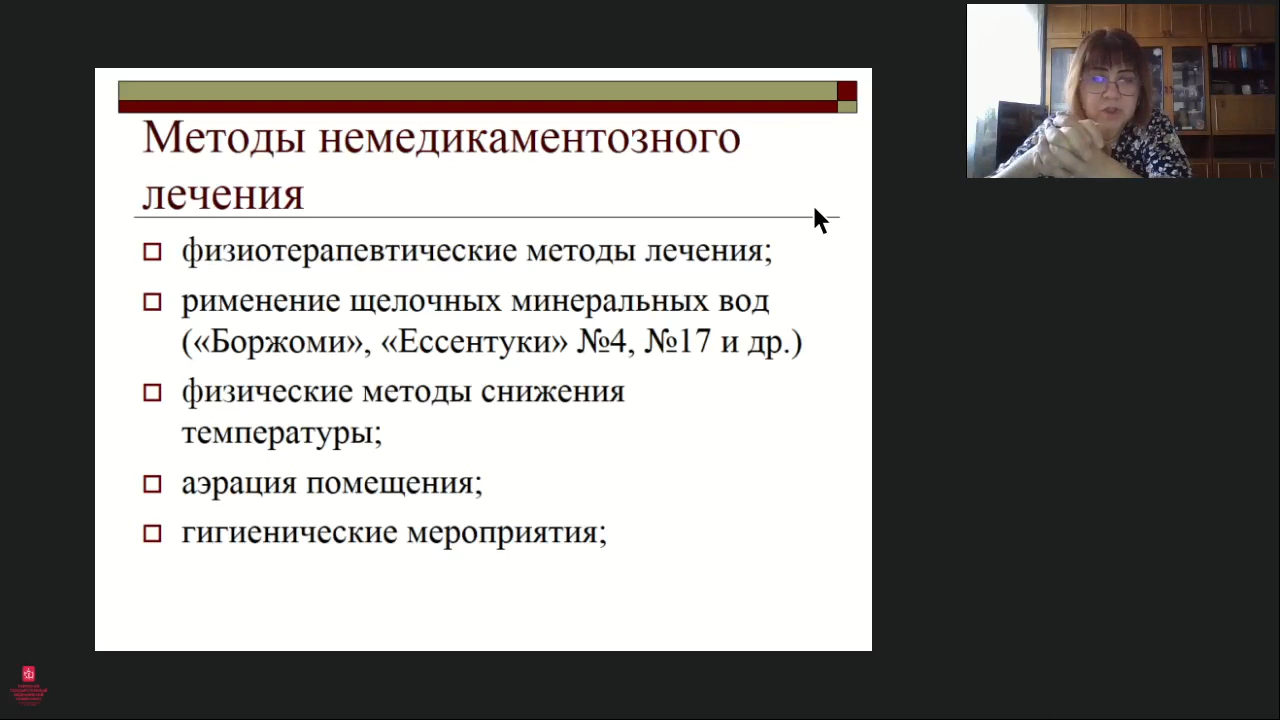 Методы немедикаментозного
лечения
физиотерапевтические методы лечения;
рименение щелочных минеральных вод
(«Боржоми», «Ессентуки» №4, №17 и др.)
физические методы снижения
температуры;
аэрация помещения;
гигиенические мероприятия;